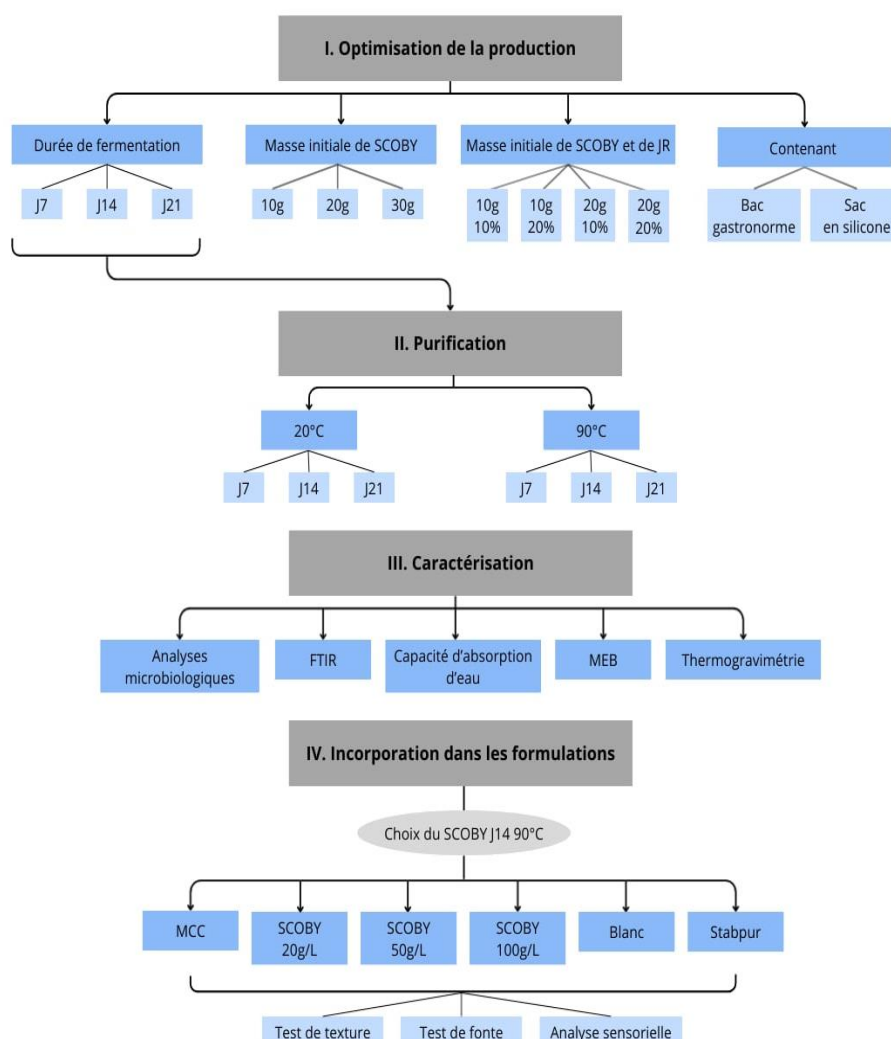 I. Optimisation de la production
Durée de fermentation
Masse initiale de SCOBY
Masse initiale de SCOBY et de JR
Contenant
J7
J14
J21
10g
20g
30g
10g
10%
10g
20%
20g
10%
20g
20%
Bac
gastronorme
Sac
en silicone
II. Purification
20°C
90°C
J7
J14
J21
J7
J14
J21
III. Caractérisation
Analyses
microbiologiques
FTIR
Capacité d'absorption
d'eau
MEB
Thermogravimétrie
IV. Incorporation dans les formulations
Choix du SCOBY J14 90°C
MCC
SCOBY
20g/L
SCOBY
50g/L
SCOBY
100g/L
Blanc
Stabpur
Test de texture
Test de fonte
Analyse sensorielle